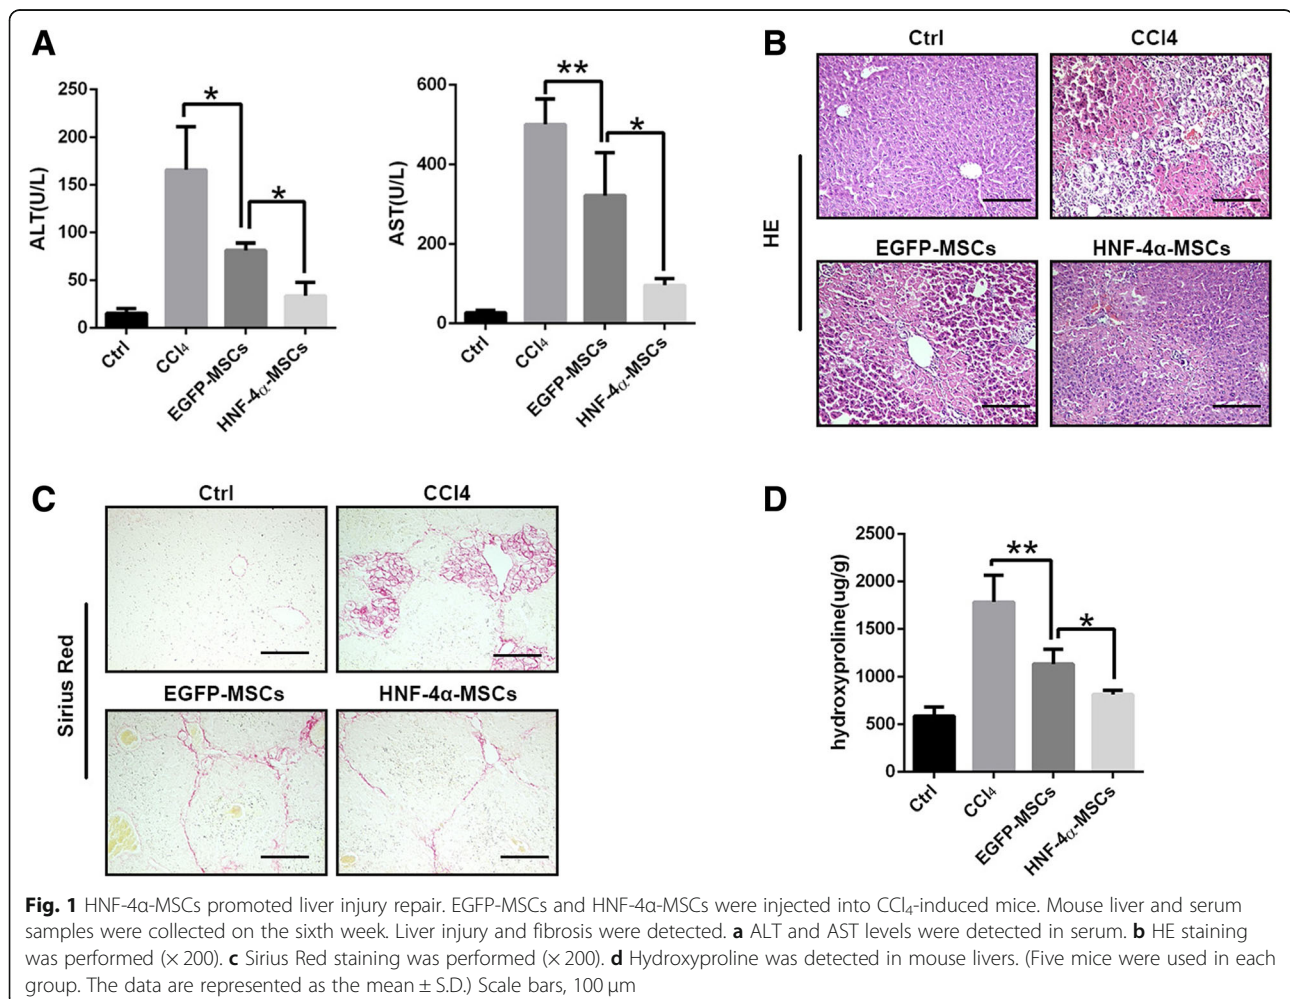 A
250
200
150
100
50
0
ALT(U/L)
*
*
Ctrl
CCl4
EGFP-MSCs
HNF-4α-MSCs
600
400
200
0
AST(U/L)
**
*
Ctrl
CCl4
EGFP-MSCs
HNF-4α-MSCs
B
Ctrl
CCl4
HE
EGFP-MSCs
HNF-4α-MSCs
C
Ctrl
CCl4
Sirius Red
EGFP-MSCs
HNF-4α-MSCs
D
2500
2000
1500
1000
500
0
hydroxyproline(ug/g)
**
*
Ctrl
CCl4
EGFP-MSCs
HNF-4α-MSCs
Fig. 1 HNF-4α-MSCs promoted liver injury repair. EGFP-MSCs and HNF-4α-MSCs were injected into CCl₄-induced mice. Mouse liver and serum
samples were collected on the sixth week. Liver injury and fibrosis were detected. a ALT and AST levels were detected in serum. b HE staining
was performed (× 200). c Sirius Red staining was performed (× 200). d Hydroxyproline was detected in mouse livers. (Five mice were used in each
group. The data are represented as the mean ± S.D.) Scale bars, 100 μm